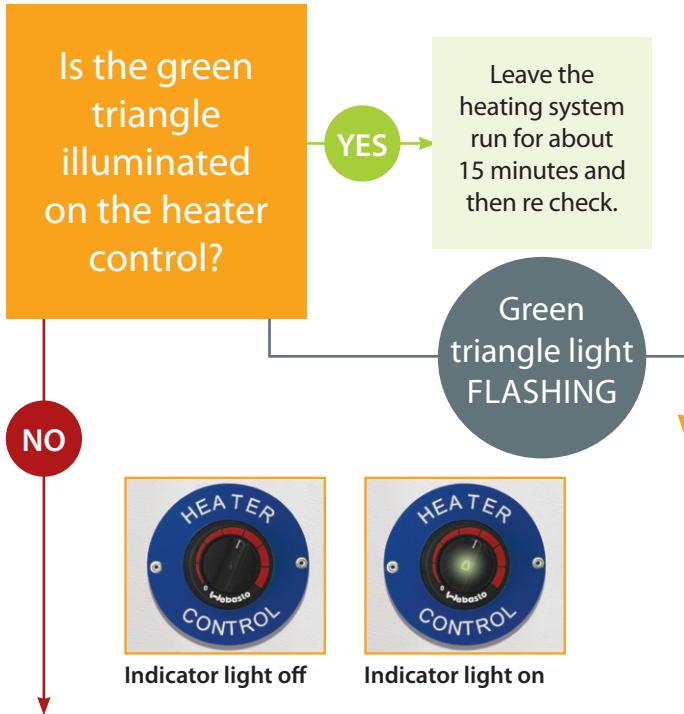 Is the green
triangle
illuminated
on the heater
control?
YES
Leave the
heating system
run for about
15 minutes and
then re check.
Green
triangle light
FLASHING
NO
HEATER
0
Webasto
CONTROL
HEATER
0
Webasto
CONTROL
Indicator light off
Indicator light on